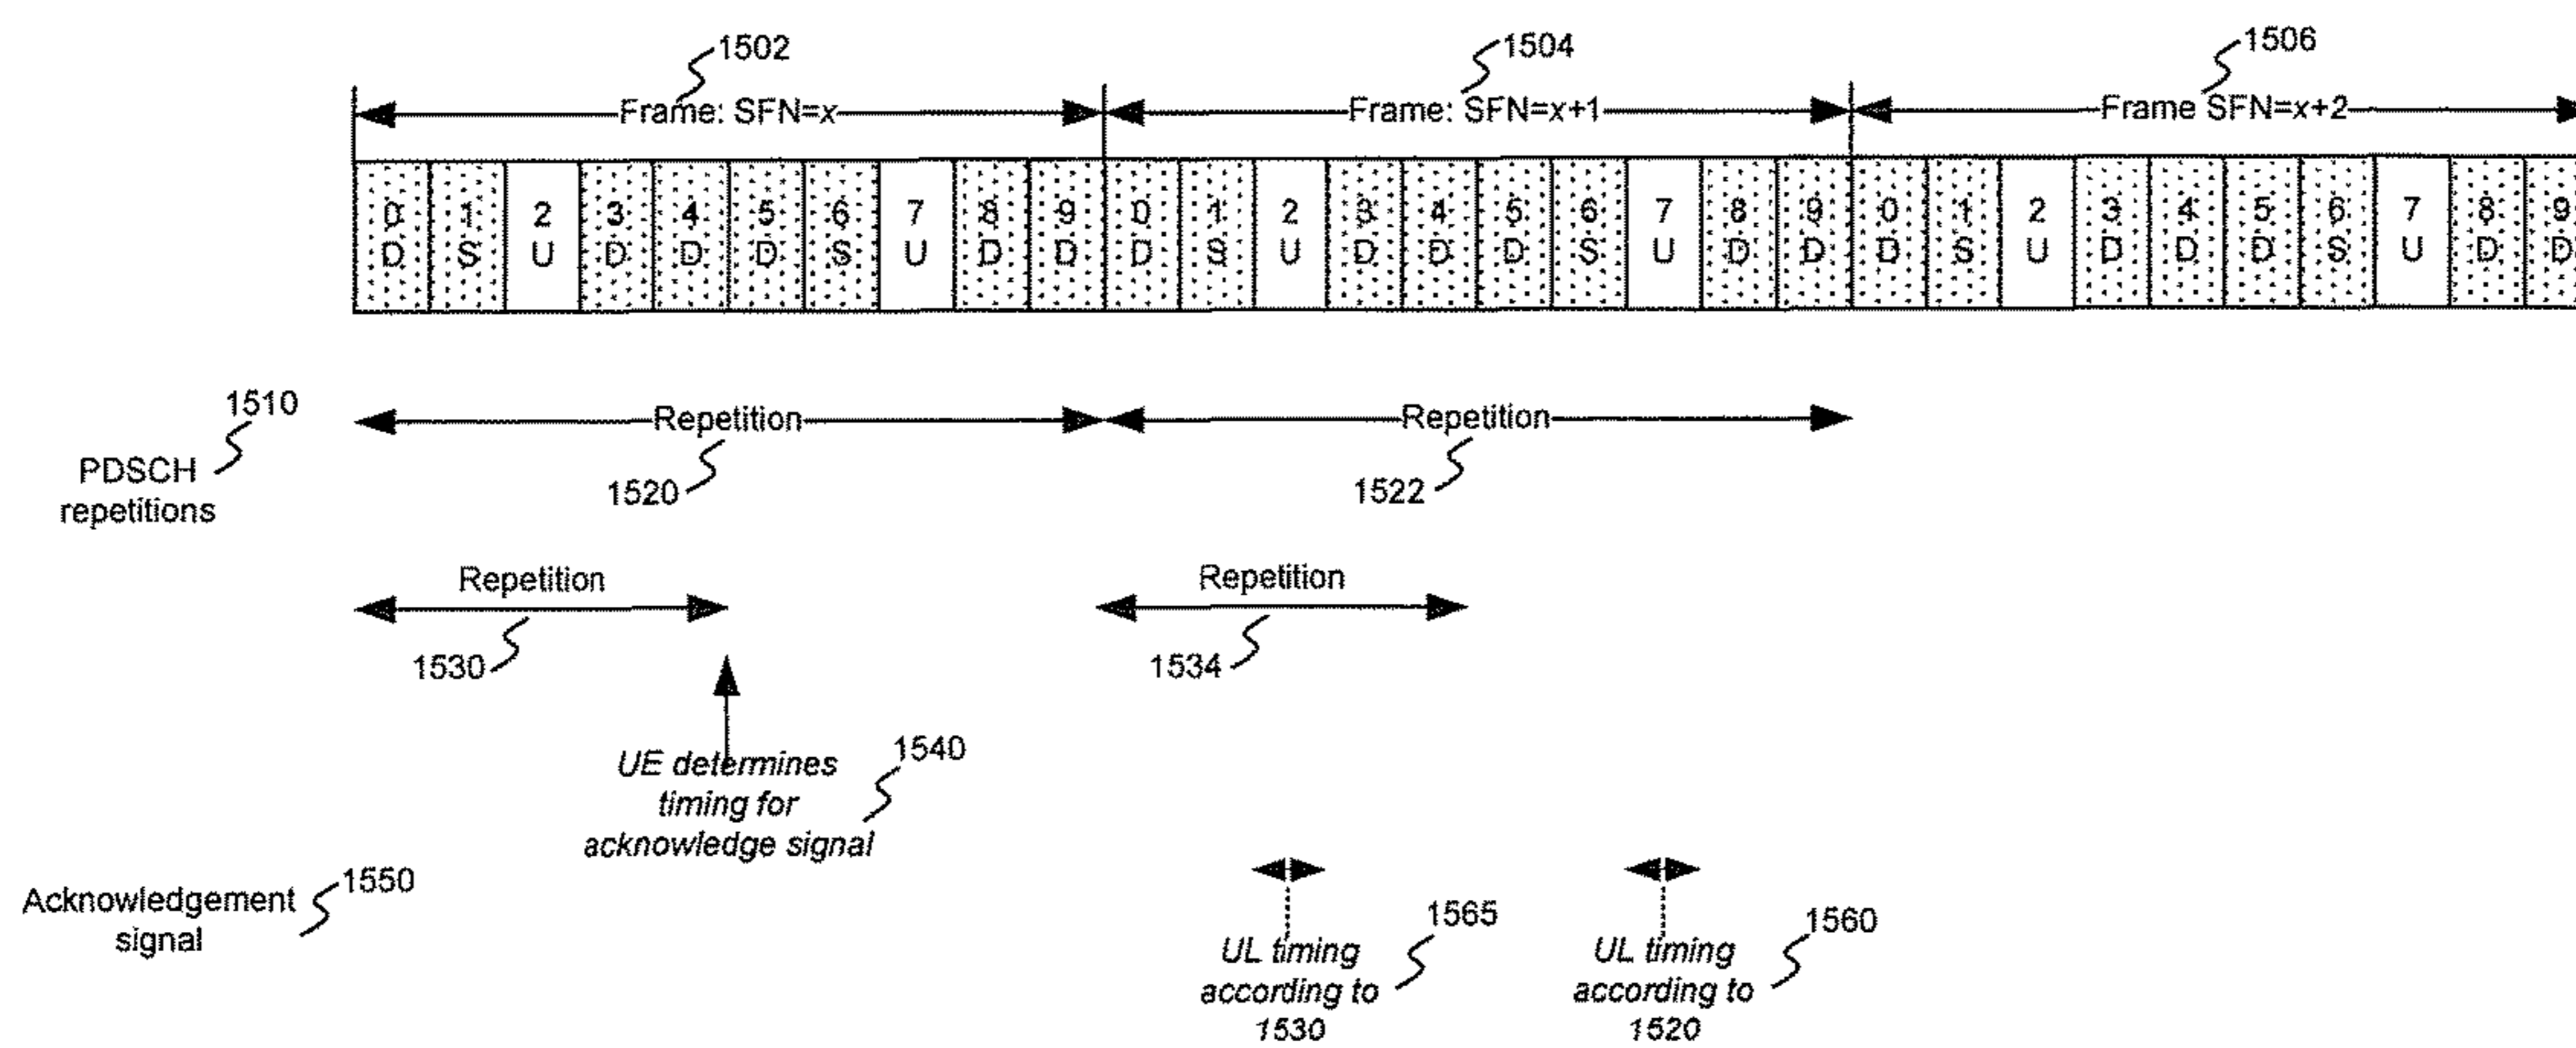 1502
1504
1506
Frame: SFN=x
Frame: SFN=x+1
Frame SFN=x+2
0 1 2 3 4 5 6 7 8 9 0 1 2 3 4 5 6 7 8 9 0 1 2 3 4 5 6 7 8 9
D S U D D D S U D D D S U D D D S U D D D S U D D D S U D D
1510
PDSCH
repetitions
Repetition
1520
Repetition
1522
Repetition
1530
Repetition
1534
UE determines
timing for
acknowledge signal
1540
Acknowledgement
signal
1550
UL timing
according to
1530
1565
UL timing
according to
1520
1560